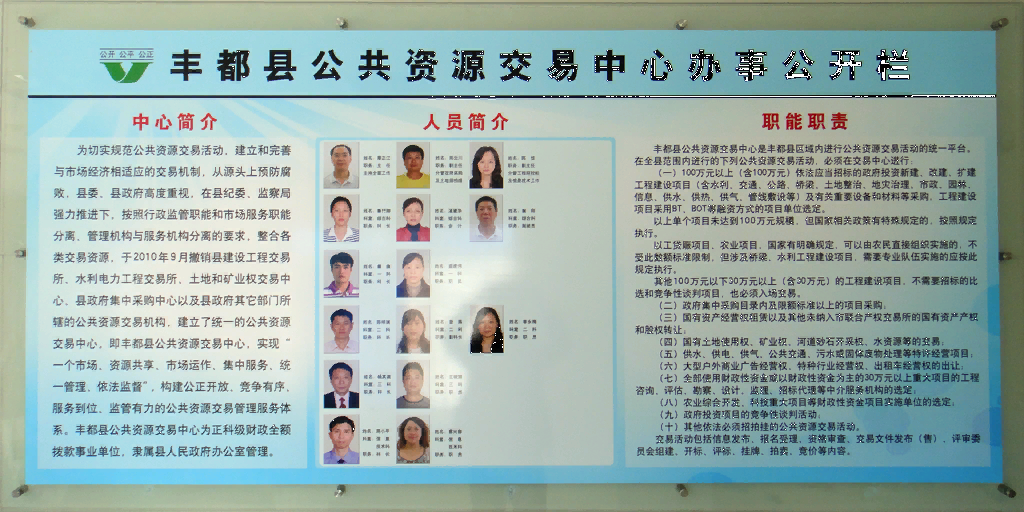 公开 公平 公正
丰都县公共资源交易中心办事公开栏
中心简介
为切实规范公共资源交易活动，建立和完善
与市场经济相适应的交易机制，从源头上预防腐
败，县委、县政府高度重视，在县纪委、监察局
强力推进下，按照行政监管职能和市场服务职能
分离、管理机构与服务机构分离的要求，整合各
类交易资源，于2010年9月撤销县建设工程交易
所、水利电力工程交易所、土地和矿业权交易中
心、县政府集中采购中心以及县政府其它部门所
辖的公共资源交易机构，建立了统一的公共资源
交易中心，即丰都县公共资源交易中心，实现“
一个市场、资源共享、市场运作、集中服务、统
一管理、依法监督”，构建公正开放、竞争有序、
服务到位、监管有力的公共资源交易管理服务体
系。丰都县公共资源交易中心为正科级财政全额
拨款事业单位，隶属县人民政府办公室管理。
人员简介
职能职责
丰都县公共资源交易中心是丰都县区域内进行公共资源交易活动的统一平台。
在全县范围内进行的下列公共资源交易活动，必须在交易中心进行：
（一）100万元以上（含100万元）依法应当招标的政府投资新建、改建、扩建
工程建设项目（含水利、交通、公路、桥梁、土地整治、地灾治理、市政、园林、
信息、供水、供热、供气、管线敷设等）及有关重要设备和材料等采购，工程建设
项目采用BT、BOT等融资方式的项目单位选定。
以上单个项目未达到100万元规模，但国家相关政策有特殊规定的，按照规定
执行。
以工代赈项目、农业项目，国家有明确规定，可以由农民直接组织实施的，不
受此数额标准限制，但涉及桥梁、水利工程建设项目，需要专业队伍实施的应按此
规定执行。
其他100万元以下30万元以上（含30万元）的工程建设项目，不需要招标的比
选和竞争性谈判项目，也必须入场交易。
（二）政府集中采购目录内及限额标准以上的项目采购；
（三）国有资产经营权租赁以及其他未纳入市联合产权交易所的国有资产产权
和股权转让；
（四）国有土地使用权、矿业权、河道砂石开采权、水资源等的交易；
（五）供水、供电、供气、公共交通、污水或固体废物处理等特许经营项目；
（六）大型户外商业广告经营权、特种行业经营权、出租车经营权的出让；
（七）全部使用财政性资金或以财政性资金为主的30万元以上重大项目的工程
咨询、评估、勘察、设计、监理、招标代理等中介服务机构的选定；
（八）农业综合开发、科技重大项目等财政性资金项目实施单位的选定；
（九）政府投资项目的竞争性谈判活动；
（十）其他依法必须招拍挂的公共资源交易活动。
交易活动包括信息发布、报名受理、资格审查、交易文件发布（售）、评审委
员会组建、开标、评标、挂牌、拍卖、竞价等内容。